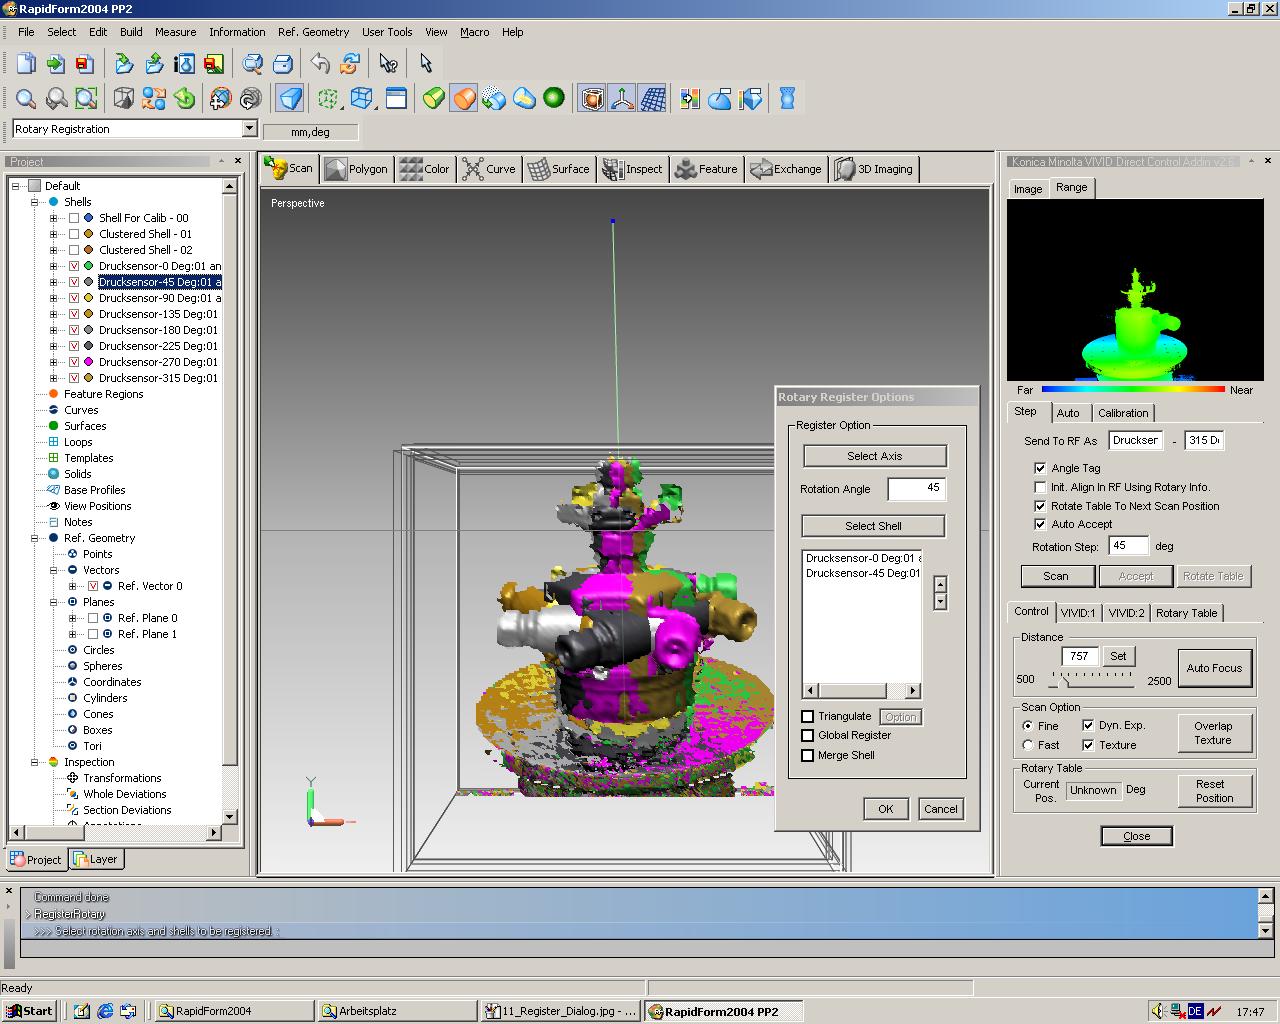 RapidForm2004 PP2
File Select Edit Build Measure Information Ref. Geometry User Tools View Macro Help
Rotary Registration
mm,deg
Project
Default
Shells
Shell For Calib - 00
Clustered Shell - 01
Clustered Shell - 02
Drucksensor-0 Deg:01 an
Drucksensor-45 Deg:01 a
Drucksensor-90 Deg:01 a
Drucksensor-135 Deg:01
Drucksensor-180 Deg:01
Drucksensor-225 Deg:01
Drucksensor-270 Deg:01
Drucksensor-315 Deg:01
Feature Regions
Curves
Surfaces
Loops
Templates
Solids
Base Profiles
View Positions
Notes
Ref. Geometry
Points
Vectors
Ref. Vector 0
Planes
Ref. Plane 0
Ref. Plane 1
Circles
Spheres
Coordinates
Cylinders
Cones
Boxes
Tori
Inspection
Transformations
Whole Deviations
Section Deviations
Project Layer
Scan Polygon Color Curve Surface Inspect Feature Exchange 3D Imaging
Perspective
Y
Rotary Register Options
Register Option
Select Axis
Rotation Angle 45
Select Shell
Drucksensor-0 Deg:01 a
Drucksensor-45 Deg:01
Triangulate Option
Global Register
Merge Shell
OK Cancel
Konica Minolta VIVID Direct Control Addin v2.6
Image Range
Far Near
Step Auto Calibration
Send To RF As Druckser - 315 D
Angle Tag
Init. Align In RF Using Rotary Info.
Rotate Table To Next Scan Position
Auto Accept
Rotation Step: 45 deg
Scan Accept Rotate Table
Control VIVID:1 VIVID:2 Rotary Table
Distance
757 Set
500 2500
Auto Focus
Scan Option
Fine Dyn. Exp.
Fast Texture
Overlap Texture
Rotary Table
Current Pos. Unknown Deg
Reset Position
Close
Command done
> RegisterRotary
>>> Select rotation axis and shells to be registered. :
Ready
Start RapidForm2004 Arbeitsplatz 11_Register_Dialog.jpg - ... RapidForm2004 PP2 DE 17:47